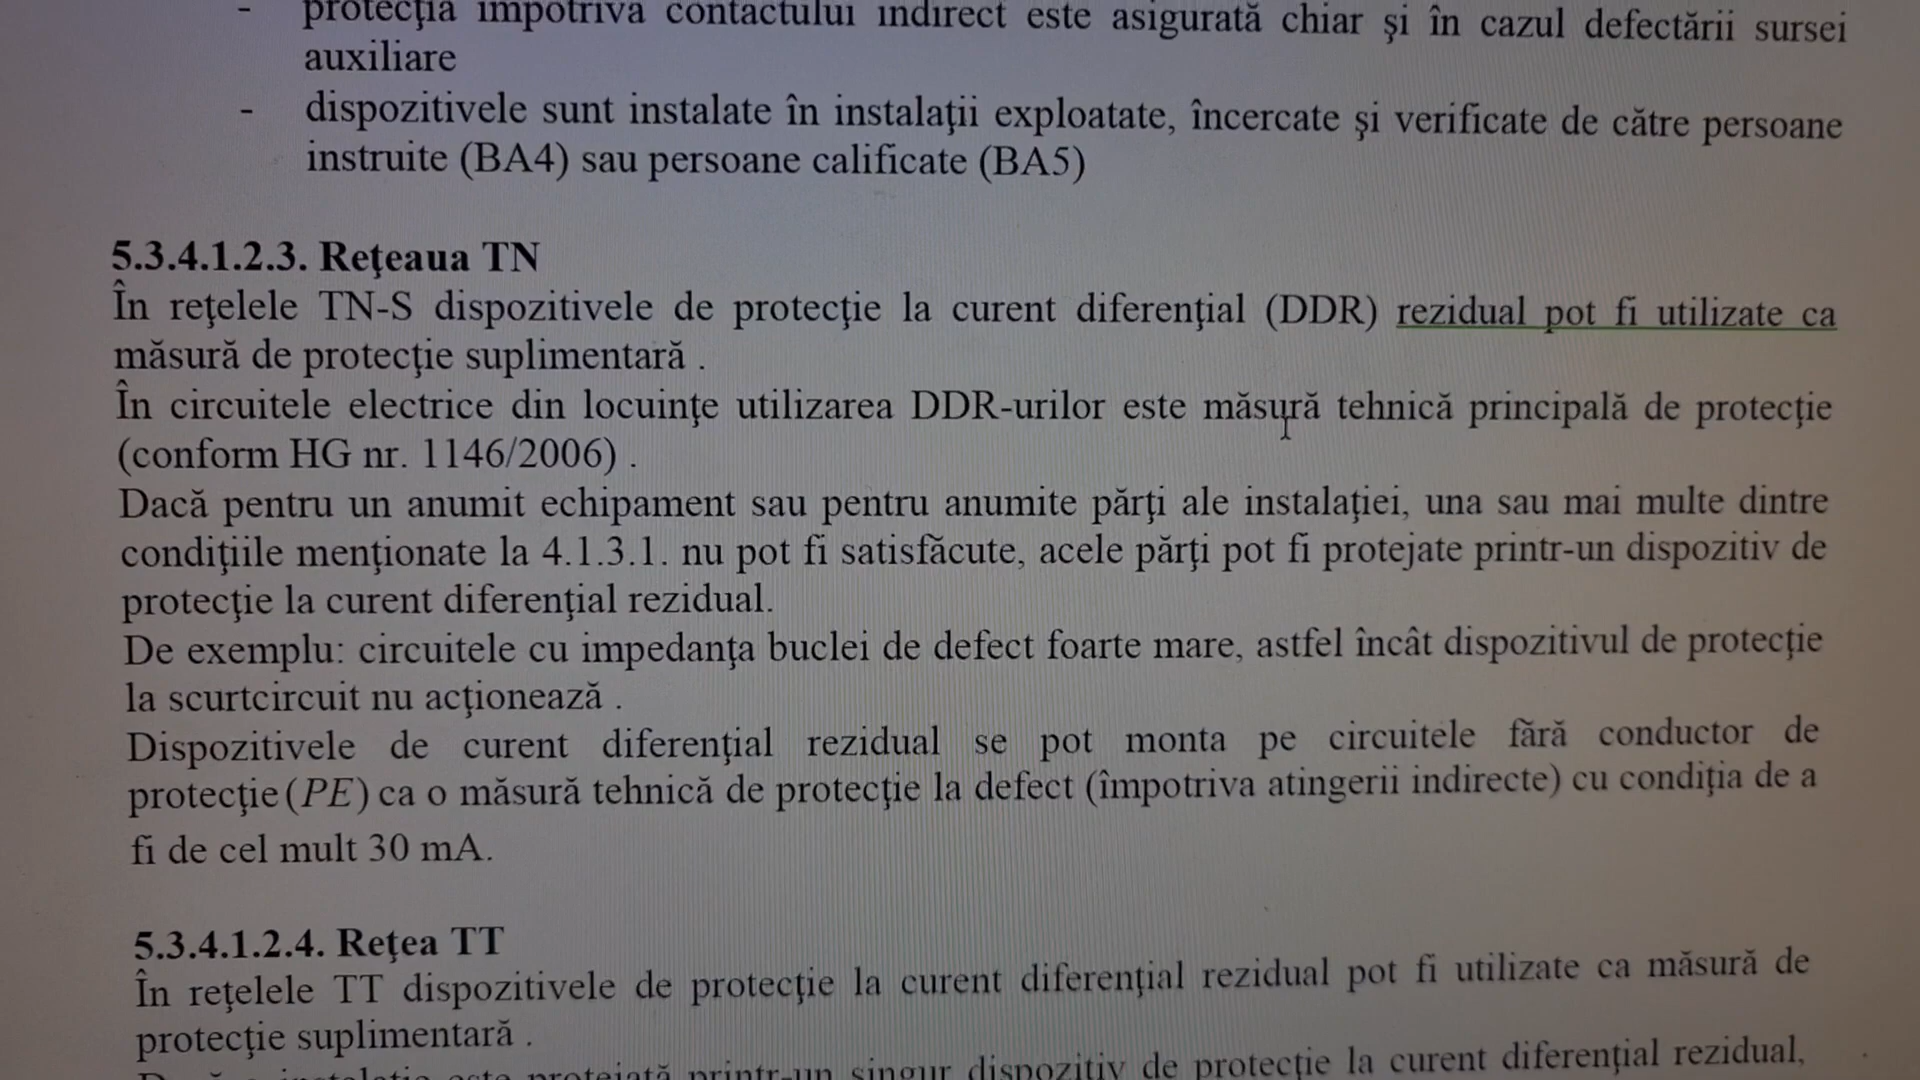 - protecţia împotriva contactului indirect este asigurată chiar şi în cazul defectării sursei
auxiliare
- dispozitivele sunt instalate în instalaţii exploatate, încercate şi verificate de către persoane
instruite (BA4) sau persoane calificate (BA5)
5.3.4.1.2.3. Reţeaua TN
În reţelele TN-S dispozitivele de protecţie la curent diferenţial (DDR) rezidual pot fi utilizate ca
măsură de protecţie suplimentară .
În circuitele electrice din locuinţe utilizarea DDR-urilor este măsură tehnică principală de protecţie
(conform HG nr. 1146/2006) .
Dacă pentru un anumit echipament sau pentru anumite părţi ale instalaţiei, una sau mai multe dintre
condiţiile menţionate la 4.1.3.1. nu pot fi satisfăcute, acele părţi pot fi protejate printr-un dispozitiv de
protecţie la curent diferenţial rezidual.
De exemplu: circuitele cu impedanţa buclei de defect foarte mare, astfel încât dispozitivul de protecţie
la scurtcircuit nu acţionează .
Dispozitivele de curent diferenţial rezidual se pot monta pe circuitele fără conductor de
protecţie (PE) ca o măsură tehnică de protecţie la defect (împotriva atingerii indirecte) cu condiţia de a
fi de cel mult 30 mA.
5.3.4.1.2.4. Reţea TT
În reţelele TT dispozitivele de protecţie la curent diferenţial rezidual pot fi utilizate ca măsură de
protecţie suplimentară .
Dacă o instalaţie este protejată printr-un singur dispozitiv de protecţie la curent diferenţial rezidual,